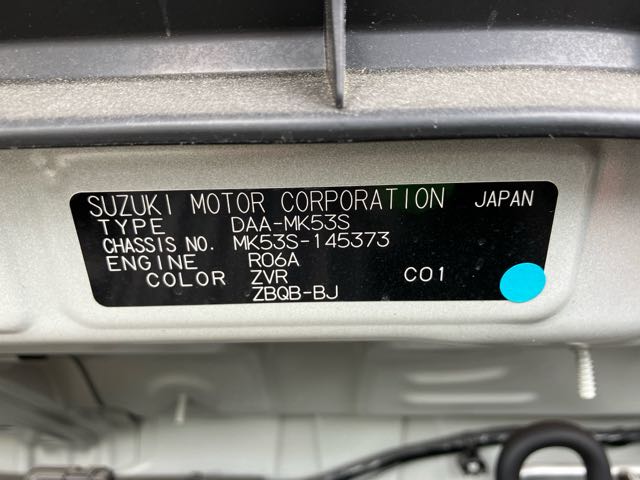 SUZUKI MOTOR CORPORATION JAPAN
TYPE DAA-MK53S
CHASSIS NO. MK53S-145373
ENGINE R06A
COLOR ZVR C01
ZBQB-BJ